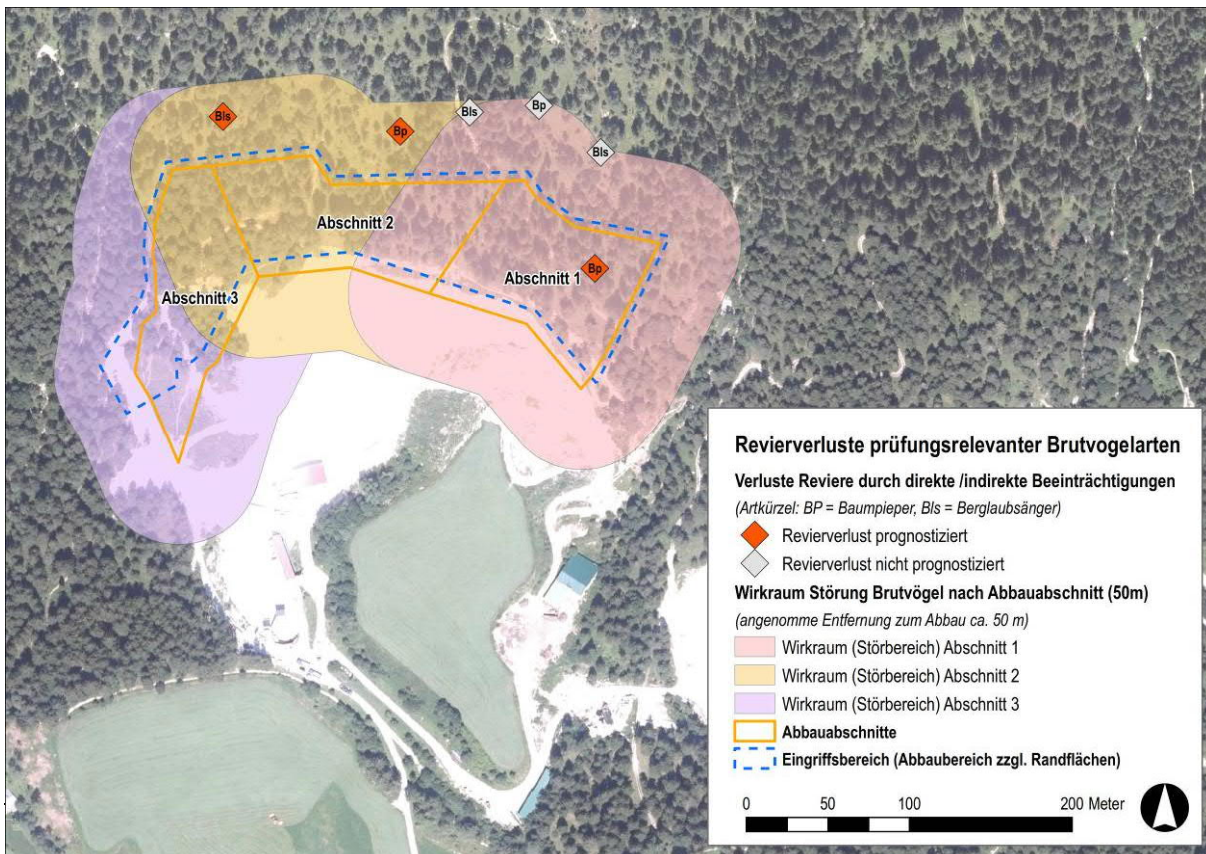 Bls
Bp
Bls
Bp
Bls
Abschnitt 2
Abschnitt 1
Bp
Abschnitt 3
Revierverluste prüfungsrelevanter Brutvogelarten
Verluste Reviere durch direkte /indirekte Beeinträchtigungen
(Artkürzel: BP = Baumpieper, Bls = Berglaubsänger)
Revierverlust prognostiziert
Revierverlust nicht prognostiziert
Wirkraum Störung Brutvögel nach Abbauabschnitt (50m)
(angenomme Entfernung zum Abbau ca. 50 m)
Wirkraum (Störbereich) Abschnitt 1
Wirkraum (Störbereich) Abschnitt 2
Wirkraum (Störbereich) Abschnitt 3
Abbauabschnitte
Eingriffsbereich (Abbaubereich zzgl. Randflächen)
0 50 100 200 Meter